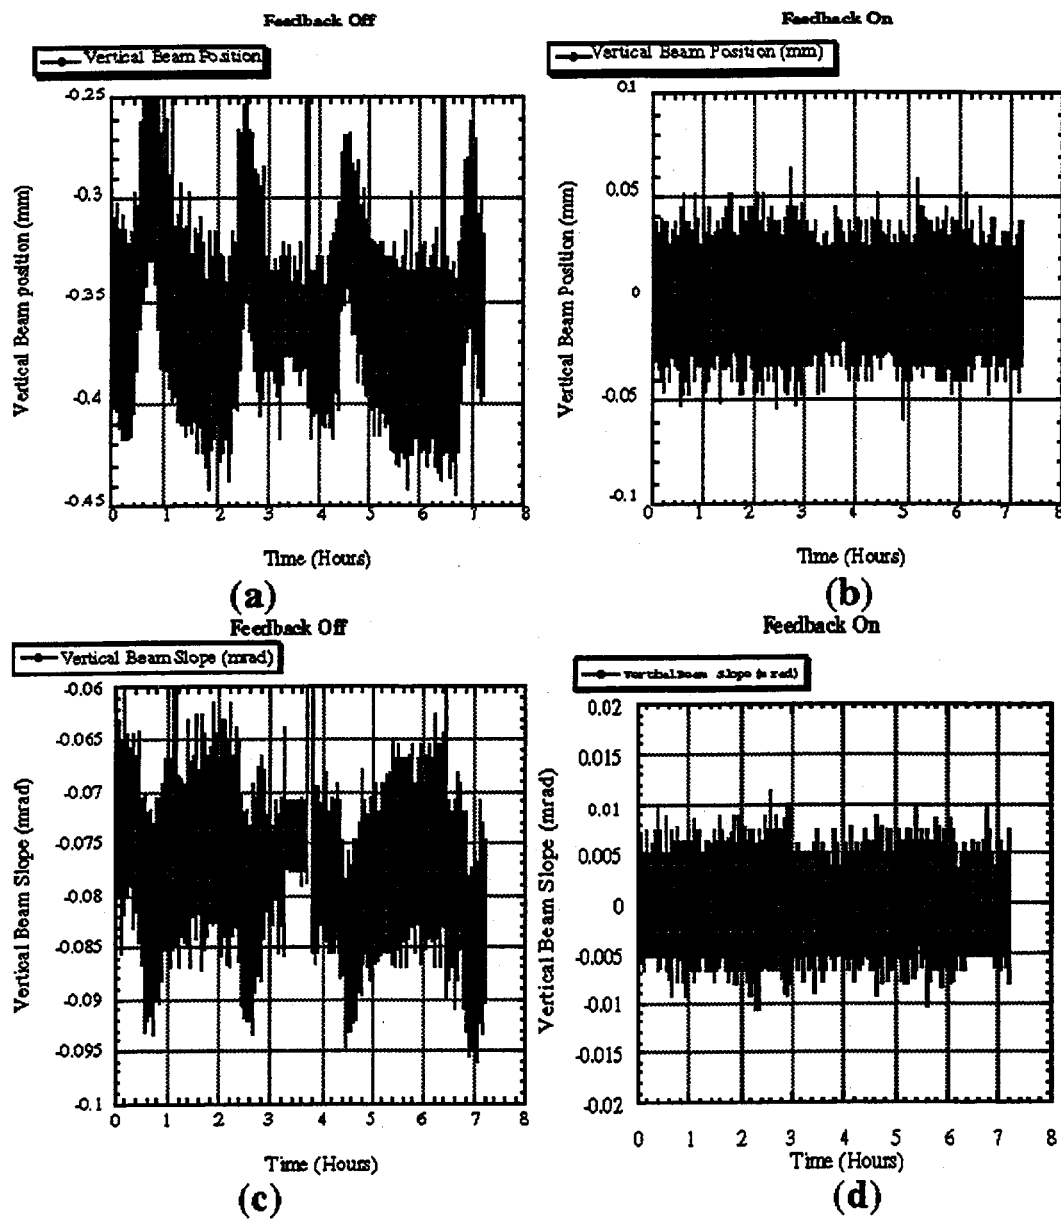 Feedback Off
Vertical Beam Position
-0.25
-0.3
-0.35
-0.4
-0.45
Vertical Beam position (mm)
0 1 2 3 4 5 6 7 8
Time (Hours)
(a)
Feedback On
Vertical Beam Position (mm)
0.1
0.05
0
-0.05
-0.1
Vertical Beam Position (mm)
0 1 2 3 4 5 6 7 8
Time (Hours)
(b)
Feedback Off
Vertical Beam Slope (mrad)
-0.06
-0.065
-0.07
-0.075
-0.08
-0.085
-0.09
-0.095
-0.1
Vertical Beam Slope (mrad)
0 1 2 3 4 5 6 7 8
Time (Hours)
(c)
Feedback On
Vertical Beam Slope (mrad)
0.02
0.015
0.01
0.005
0
-0.005
-0.01
-0.015
-0.02
Vertical Beam Slope (mrad)
0 1 2 3 4 5 6 7 8
Time (Hours)
(d)